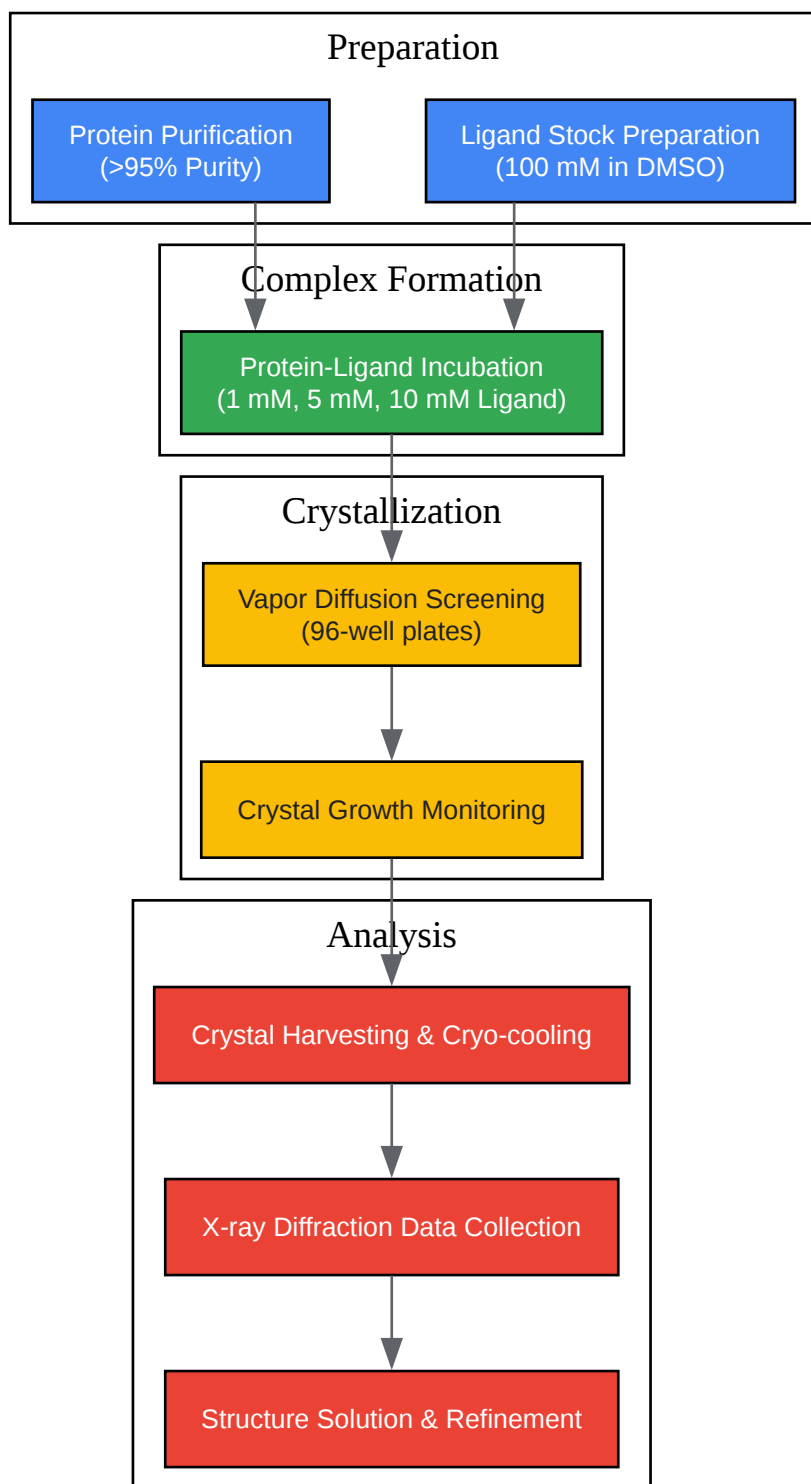 Preparation
Protein Purification
(>95% Purity)
Ligand Stock Preparation
(100 mM in DMSO)
Complex Formation
Protein-Ligand Incubation
(1 mM, 5 mM, 10 mM Ligand)
Crystallization
Vapor Diffusion Screening
(96-well plates)
Crystal Growth Monitoring
Analysis
Crystal Harvesting & Cryo-cooling
X-ray Diffraction Data Collection
Structure Solution & Refinement